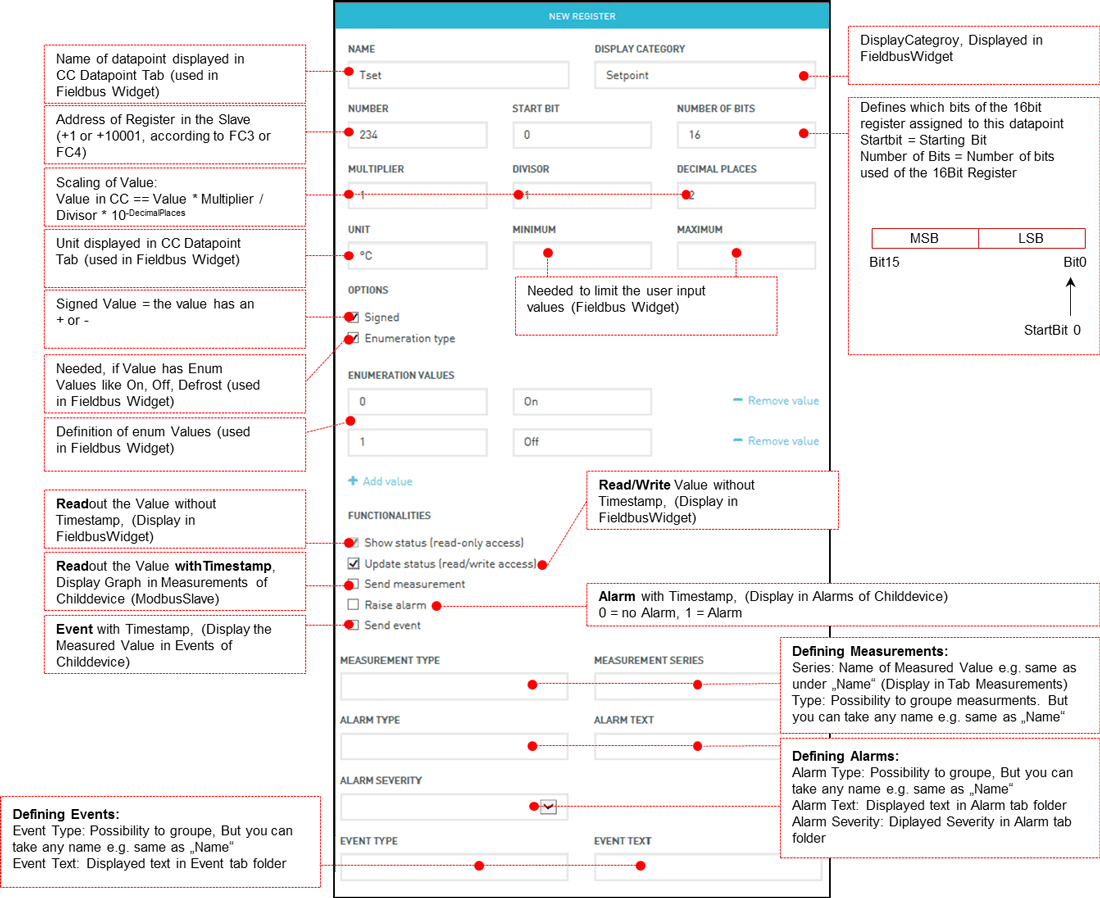 NEW REGISTER
NAME
DISPLAY CATEGORY
Tset
Setpoint
NUMBER
START BIT
NUMBER OF BITS
234
0
16
MULTIPLIER
DIVISOR
DECIMAL PLACES
1
1
2
UNIT
MINIMUM
MAXIMUM
°C
OPTIONS
Signed
Enumeration type
ENUMERATION VALUES
0
On
Remove value
1
Off
Remove value
Add value
FUNCTIONALITIES
Show status (read-only access)
Update status (read/write access)
Send measurement
Raise alarm
Send event
MEASUREMENT TYPE
MEASUREMENT SERIES
ALARM TYPE
ALARM TEXT
ALARM SEVERITY
EVENT TYPE
EVENT TEXT
Name of datapoint displayed in
CC Datapoint Tab (used in
Fieldbus Widget)
Address of Register in the Slave
(+1 or +10001, according to FC3 or
FC4)
Scaling of Value:
Value in CC == Value * Multiplier /
Divisor * 10-DecimalPlaces
Unit displayed in CC Datapoint
Tab (used in Fieldbus Widget)
Signed Value = the value has an
+ or -
Needed, if Value has Enum
Values like On, Off, Defrost (used
in Fieldbus Widget)
Definition of enum Values (used
in Fieldbus Widget)
Readout the Value without
Timestamp, (Display in
FieldbusWidget)
Readout the Value withTimestamp,
Display Graph in Measurements of
Childdevice (ModbusSlave)
Event with Timestamp, (Display the
Measured Value in Events of
Childdevice)
Defining Events:
Event Type: Possibility to groupe, But you can
take any name e.g. same as „Name“
Event Text: Displayed text in Event tab folder
DisplayCategroy, Displayed in
FieldbusWidget
Defines which bits of the 16bit
register assigned to this datapoint
Startbit = Starting Bit
Number of Bits = Number of bits
used of the 16Bit Register
MSB
LSB
Bit15
Bit0
StartBit 0
Needed to limit the user input
values (Fieldbus Widget)
Read/Write Value without
Timestamp, (Display in
FieldbusWidget)
Alarm with Timestamp, (Display in Alarms of Childdevice)
0 = no Alarm, 1 = Alarm
Defining Measurements:
Series: Name of Measured Value e.g. same as
under „Name“ (Display in Tab Measurements)
Type: Possibility to groupe measurments. But
you can take any name e.g. same as „Name“
Defining Alarms:
Alarm Type: Possibility to groupe, But you can
take any name e.g. same as „Name“
Alarm Text: Displayed text in Alarm tab folder
Alarm Severity: Diplayed Severity in Alarm tab
folder